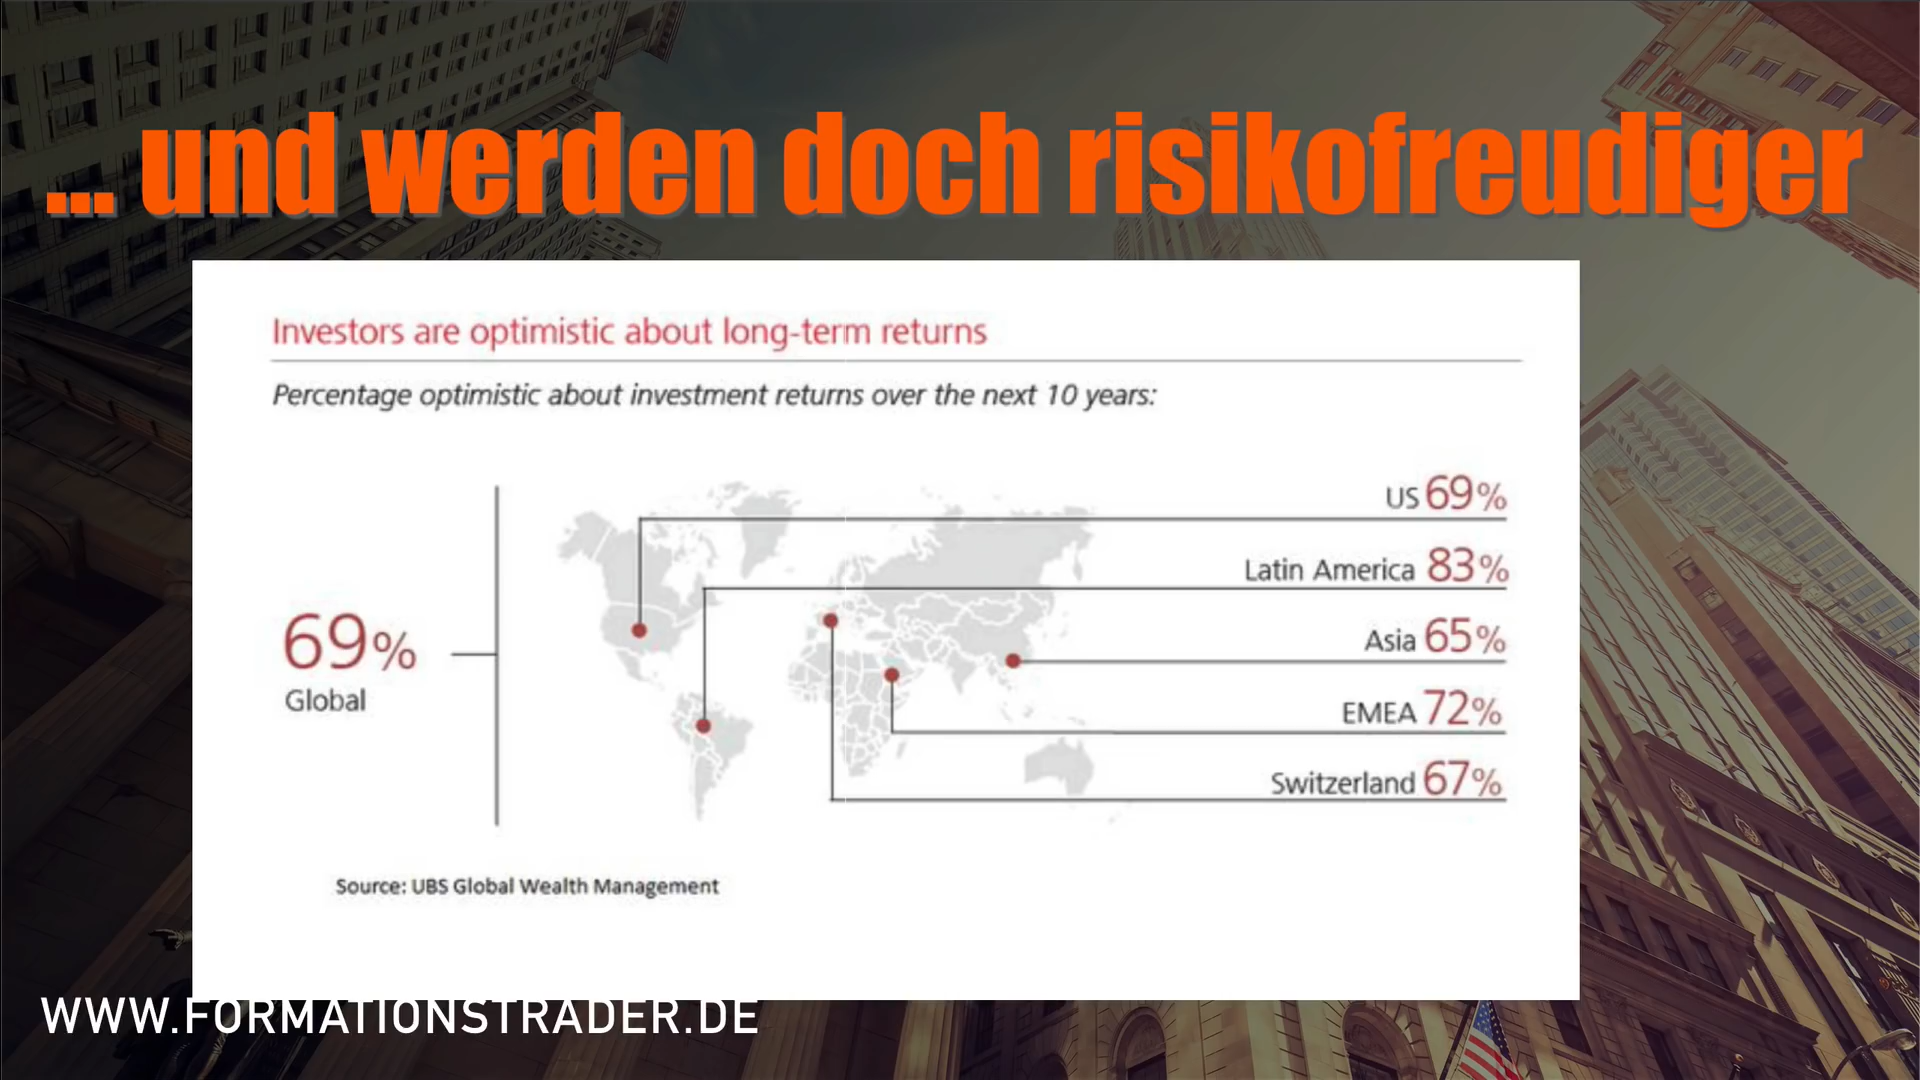 ... und werden doch risikofreudiger
Investors are optimistic about long-term returns
Percentage optimistic about investment returns over the next 10 years:
US 69%
Latin America 83%
69%
Global
Asia 65%
EMEA 72%
Switzerland 67%
Source: UBS Global Wealth Management
WWW.FORMATIONSTRADER.DE